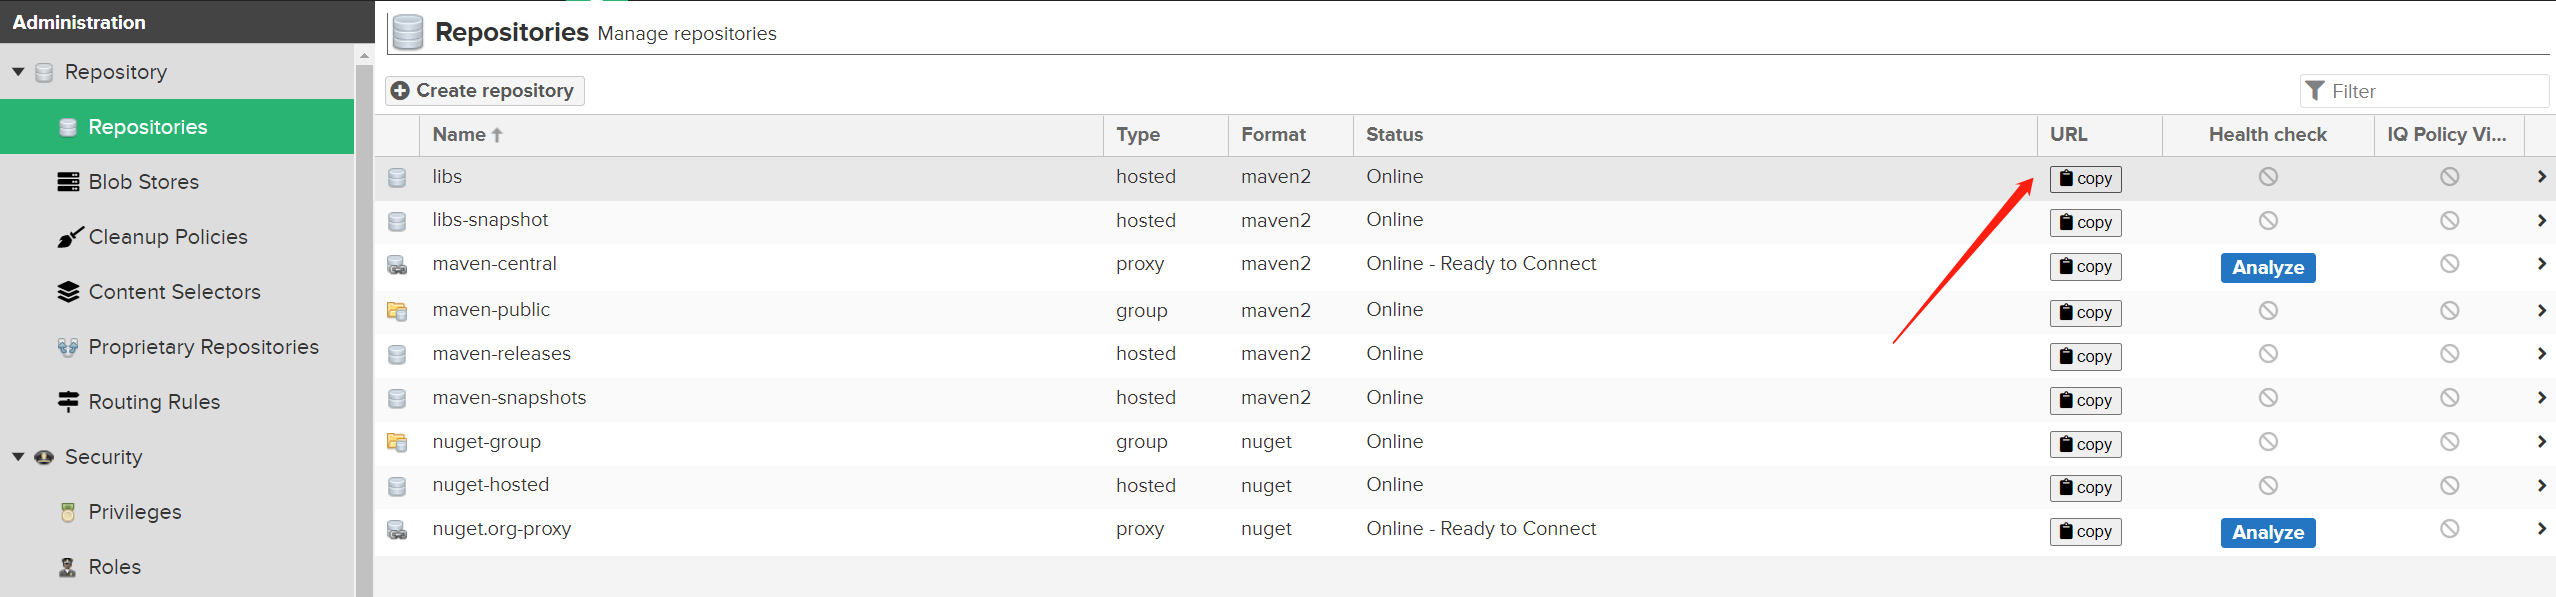 Administration
Repository
Repositories
Blob Stores
Cleanup Policies
Content Selectors
Proprietary Repositories
Routing Rules
Security
Privileges
Roles
Repositories Manage repositories
Create repository
Filter
Name Type Format Status URL Health check IQ Policy Vi...
libs hosted maven2 Online copy
libs-snapshot hosted maven2 Online copy
maven-central proxy maven2 Online - Ready to Connect copy Analyze
maven-public group maven2 Online copy
maven-releases hosted maven2 Online copy
maven-snapshots hosted maven2 Online copy
nuget-group group nuget Online copy
nuget-hosted hosted nuget Online copy
nuget.org-proxy proxy nuget Online - Ready to Connect copy Analyze